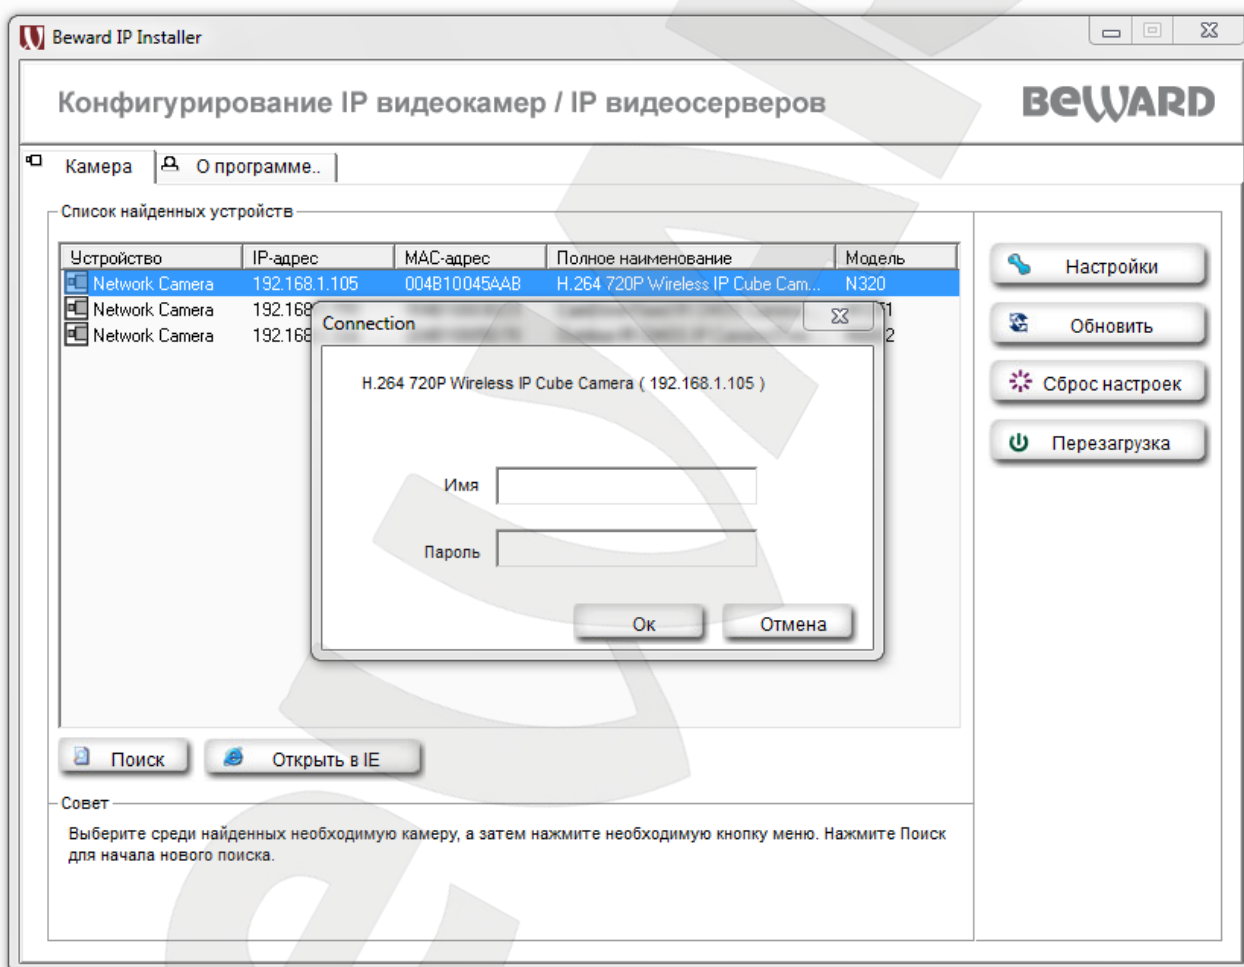 Beward IP Installer
Конфигурирование IP видеокамер / IP видеосерверов
BEWARD
Камера
О программе..
Список найденных устройств
Устройство IP-адрес MAC-адрес Полное наименование Модель
Network Camera 192.168.1.105 004B10045AAB H.264 720P Wireless IP Cube Cam... N320
Network Camera 192.168
Network Camera 192.168
Connection
H.264 720P Wireless IP Cube Camera ( 192.168.1.105 )
Имя
Пароль
Ок Отмена
Настройки
Обновить
Сброс настроек
Перезагрузка
Поиск Открыть в IE
Совет
Выберите среди найденных необходимую камеру, а затем нажмите необходимую кнопку меню. Нажмите Поиск
для начала нового поиска.